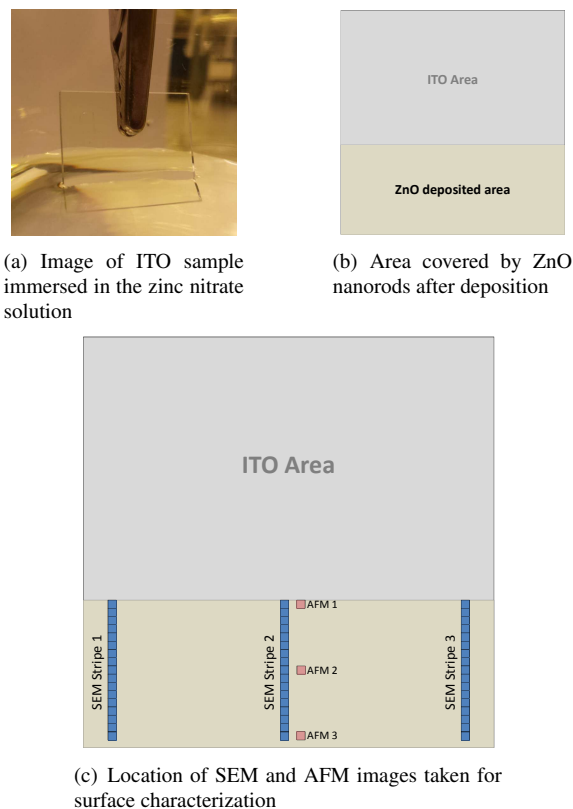 ITO Area
ZnO deposited area
(a) Image of ITO sample
immersed in the zinc nitrate
solution
(b) Area covered by ZnO
nanorods after deposition
ITO Area
SEM Stripe 1
SEM Stripe 2
SEM Stripe 3
AFM 1
AFM 2
AFM 3
(c) Location of SEM and AFM images taken for
surface characterization